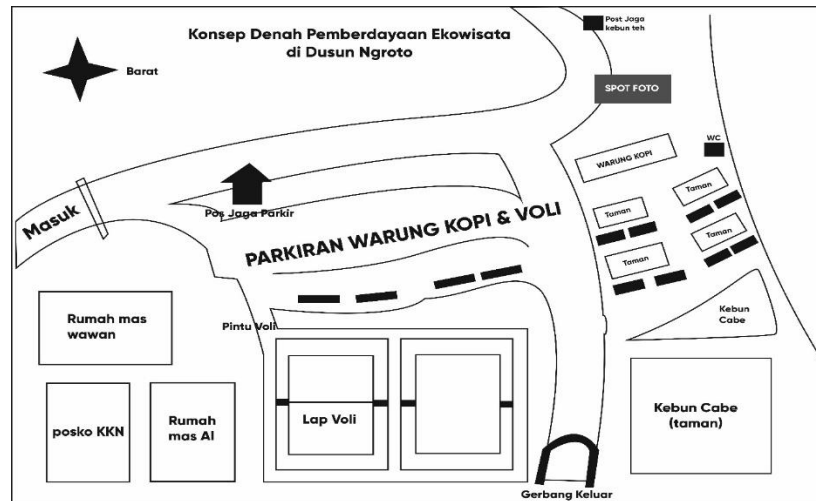 Konsep Denah Pemberdayaan Ekowisata
di Dusun Ngroto
Barat
Post Jaga
kebun teh
SPOT FOTO
WC
WARUNG KOPI
Taman
Taman
Taman
Taman
Masuk
Pos Jaga Parkir
PARKIRAN WARUNG KOPI & VOLI
Kebun
Cabe
Rumah mas
wawan
Pintu Voli
posko KKN
Rumah
mas Al
Lap Voli
Kebun Cabe
(taman)
Gerbang Keluar